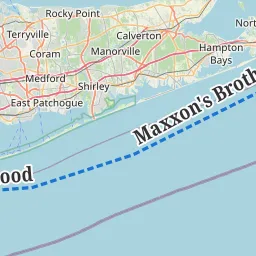 Rocky Point
Terryville
Calverton
Coram
Manorville
Hampton
Bays
Medford
Shirley
East Patchogue
Maxxon's Broth
ood